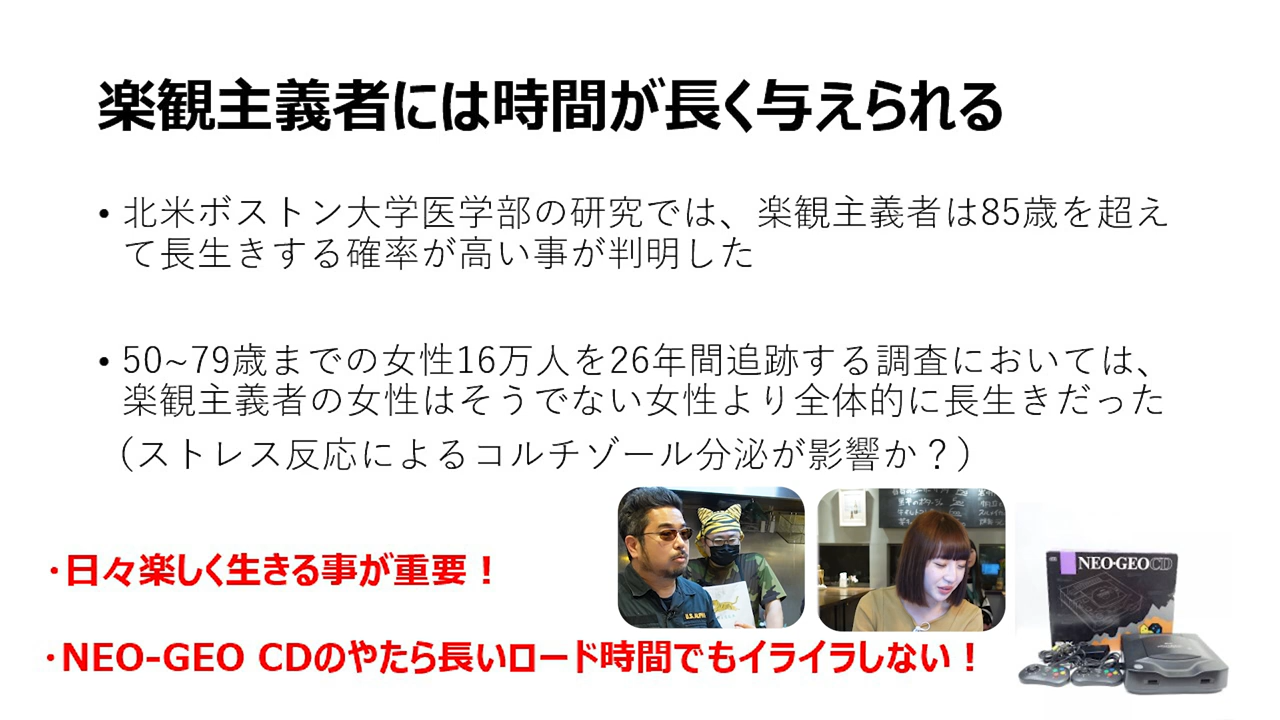 楽観主義者には時間が長く与えられる
• 北米ボストン大学医学部の研究では、楽観主義者は85歳を超え
て長生きする確率が高い事が判明した
• 50~79歳までの女性16万人を26年間追跡する調査においては、
楽観主義者の女性はそうでない女性より全体的に長生きだった
（ストレス反応によるコルチゾール分泌が影響か？）
・日々楽しく生きる事が重要！
NEO·GEO CD
・NEO-GEO CDのやたら長いロード時間でもイライラしない！